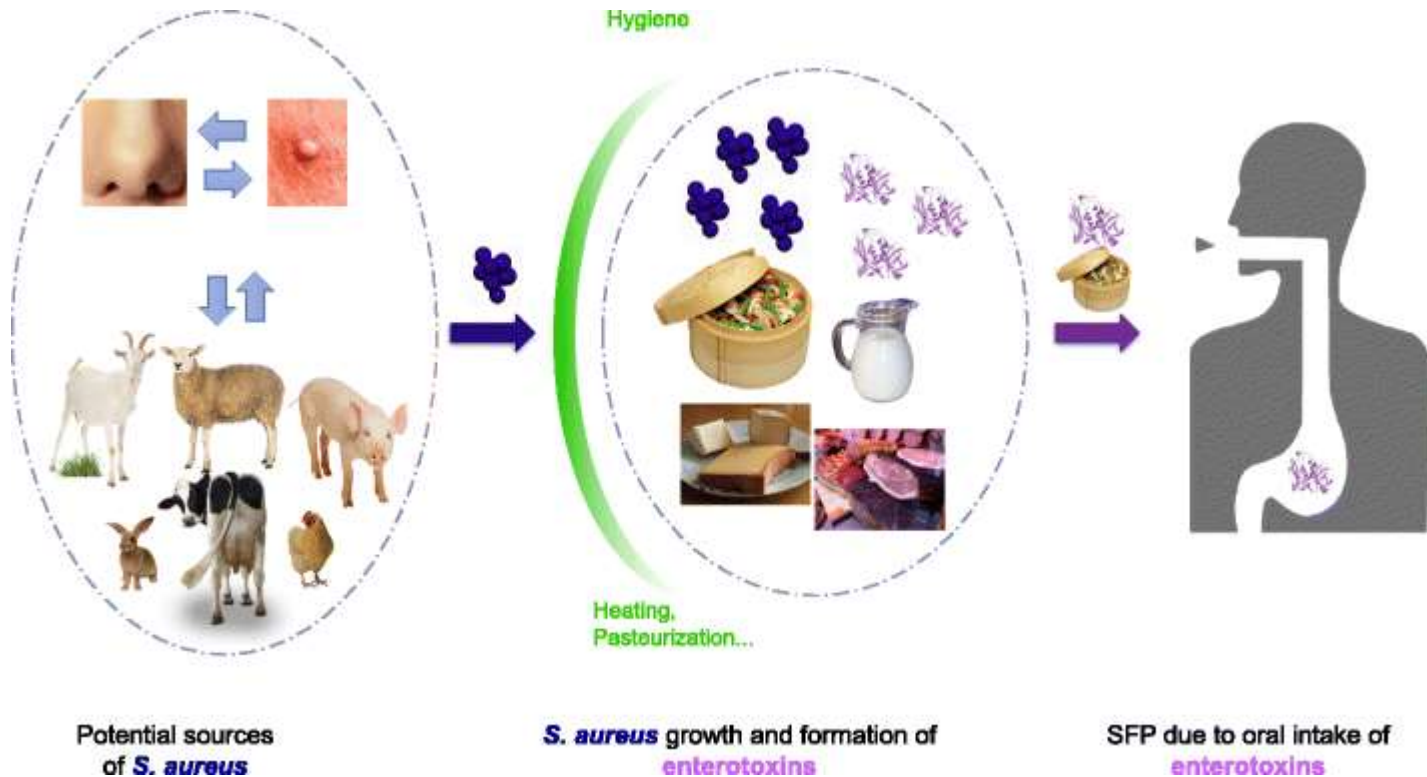 Hygiene
Heating,
Pasteurization...
Potential sources
of S. aureus
S. aureus growth and formation of
enterotoxins
SFP due to oral intake of
enterotoxins